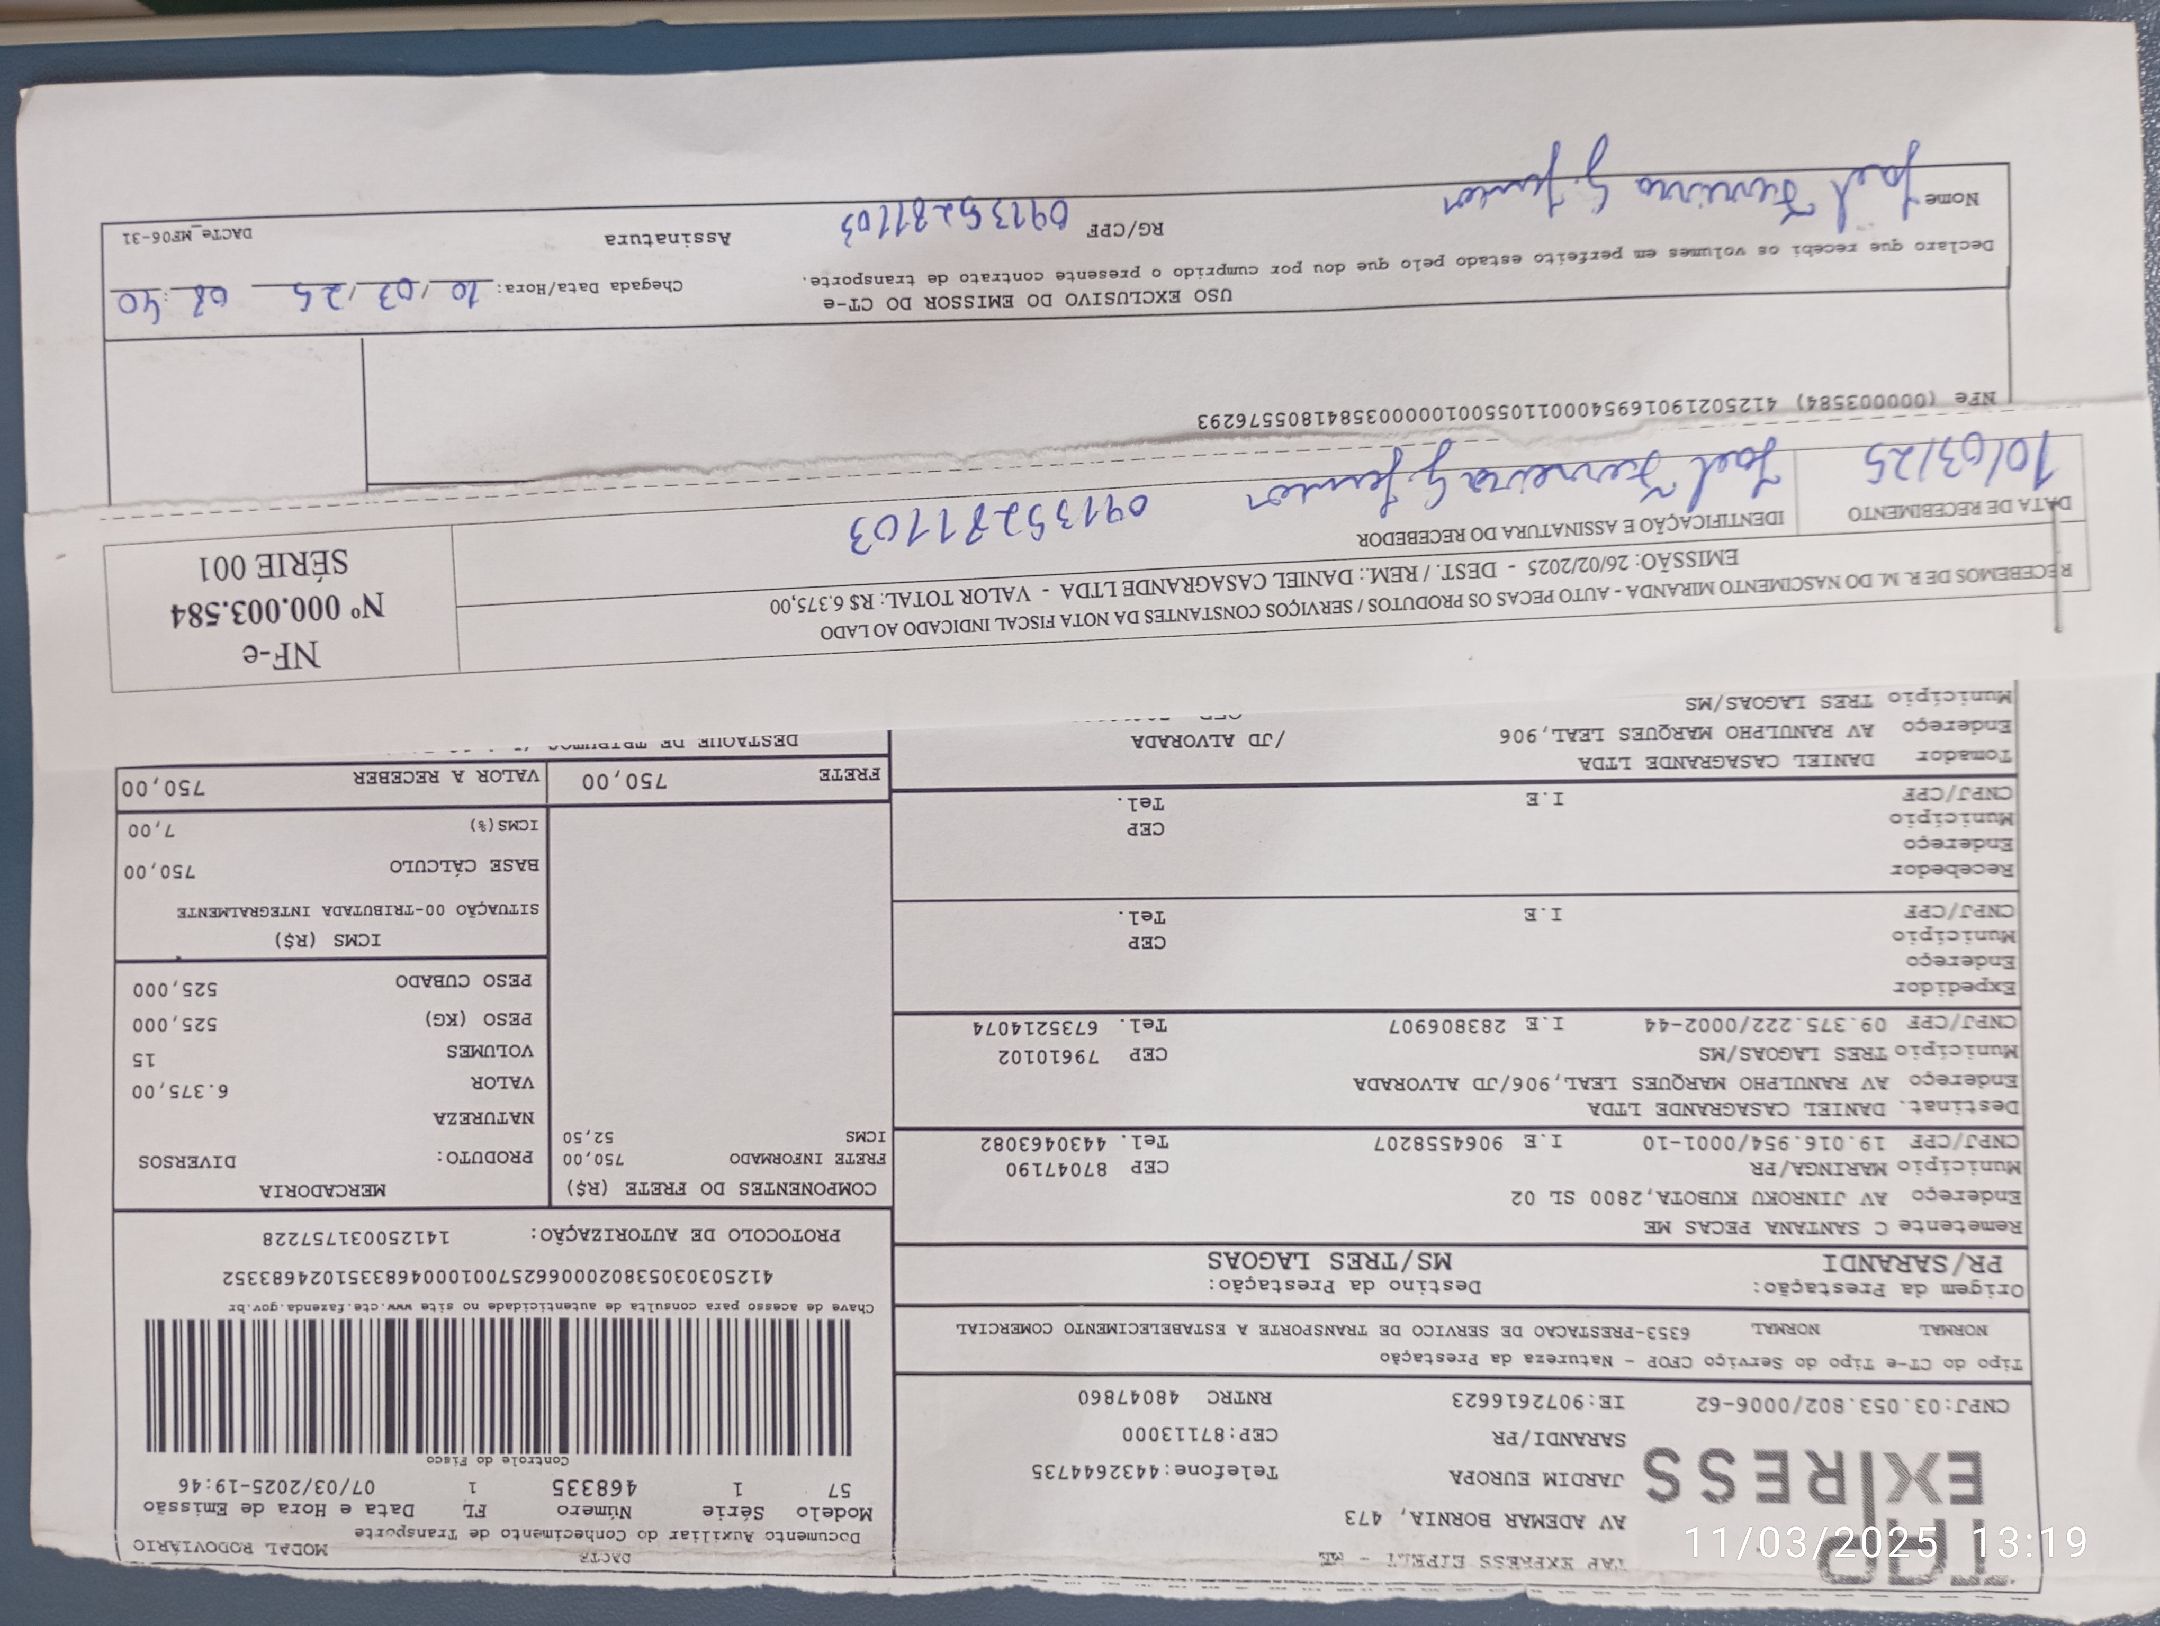 TAP EXPRESS EIRELI - ME
AV ADEMAR BORNIA, 473
JARDIM EUROPA
Telefone:4432644735
SARANDI/PR
CEP:87113000
CNPJ:03.053.802/0006-62
IE:9072616623
RNTRC 48047860
TAP
EXPRESS
DACTE
MODAL RODOVIÁRIO
Documento Auxiliar do Conhecimento de Transporte
Modelo Série Número FL Data e Hora de Emissão
57 1 468335 1 07/03/2025-19:46
Controle do Fisco
Chave de acesso para consulta de autenticidade no site www.cte.fazenda.gov.br
41250303053802000662570010004683351024683352
PROTOCOLO DE AUTORIZAÇÃO: 141250031757228
Tipo do CT-e Tipo do Serviço CFOP - Natureza da Prestação
NORMAL NORMAL 6353-PRESTACAO DE SERVICO DE TRANSPORTE A ESTABELECIMENTO COMERCIAL
Origem da Prestação: Destino da Prestação:
PR/SARANDI MS/TRES LAGOAS
Remetente C SANTANA PECAS ME
Endereço AV JINROKU KUBOTA,2800 SL 02
Município MARINGA/PR CEP 87047190
CNPJ/CPF 19.016.954/0001-10 I.E 9064558207 Tel. 4430463082
Destinat. DANIEL CASAGRANDE LTDA
Endereço AV RANULPHO MARQUES LEAL,906/JD ALVORADA
Município TRES LAGOAS/MS CEP 79610102
CNPJ/CPF 09.375.222/0002-44 I.E 283806907 Tel. 6735214074
Expedidor
Endereço
Município CEP
CNPJ/CPF I.E Tel.
Recebedor
Endereço
Município CEP
CNPJ/CPF I.E Tel.
Tomador DANIEL CASAGRANDE LTDA
Endereço AV RANULPHO MARQUES LEAL,906 /JD ALVORADA
Município TRES LAGOAS/MS
COMPONENTES DO FRETE (R$)
FRETE INFORMADO 750,00
ICMS 52,50
MERCADORIA
PRODUTO: DIVERSOS
NATUREZA
VALOR 6.375,00
VOLUMES 15
PESO (KG) 525,000
PESO CUBADO 525,000
ICMS (R$)
SITUAÇÃO 00-TRIBUTADA INTEGRALMENTE
BASE CÁLCULO 750,00
ICMS(%) 7,00
FRETE 750,00
VALOR A RECEBER 750,00
DESTAQUE DE TRIBUTOS
RECEBEMOS DE R. M. DO NASCIMENTO MIRANDA - AUTO PECAS OS PRODUTOS / SERVIÇOS CONSTANTES DA NOTA FISCAL INDICADO AO LADO
EMISSÃO: 26/02/2025 - DEST. / REM.: DANIEL CASAGRANDE LTDA - VALOR TOTAL: R$ 6.375,00
DATA DE RECEBIMENTO
10/03/25
IDENTIFICAÇÃO E ASSINATURA DO RECEBEDOR
Joel Ferreira G. Junior 09135281103
NF-e
Nº 000.003.584
SÉRIE 001
NFe (000003584) 41250219016954000110550010000035841805576293
USO EXCLUSIVO DO EMISSOR DO CT-e
Declaro que recebi os volumes em perfeito estado pelo que dou por cumprido o presente contrato de transporte.
Chegada Data/Hora: 10/03/25 08:40
Nome Joel Ferreira G. Junior
RG/CPF 09135281103
Assinatura
DACTe_MF06-31
11/03/2025 13:19